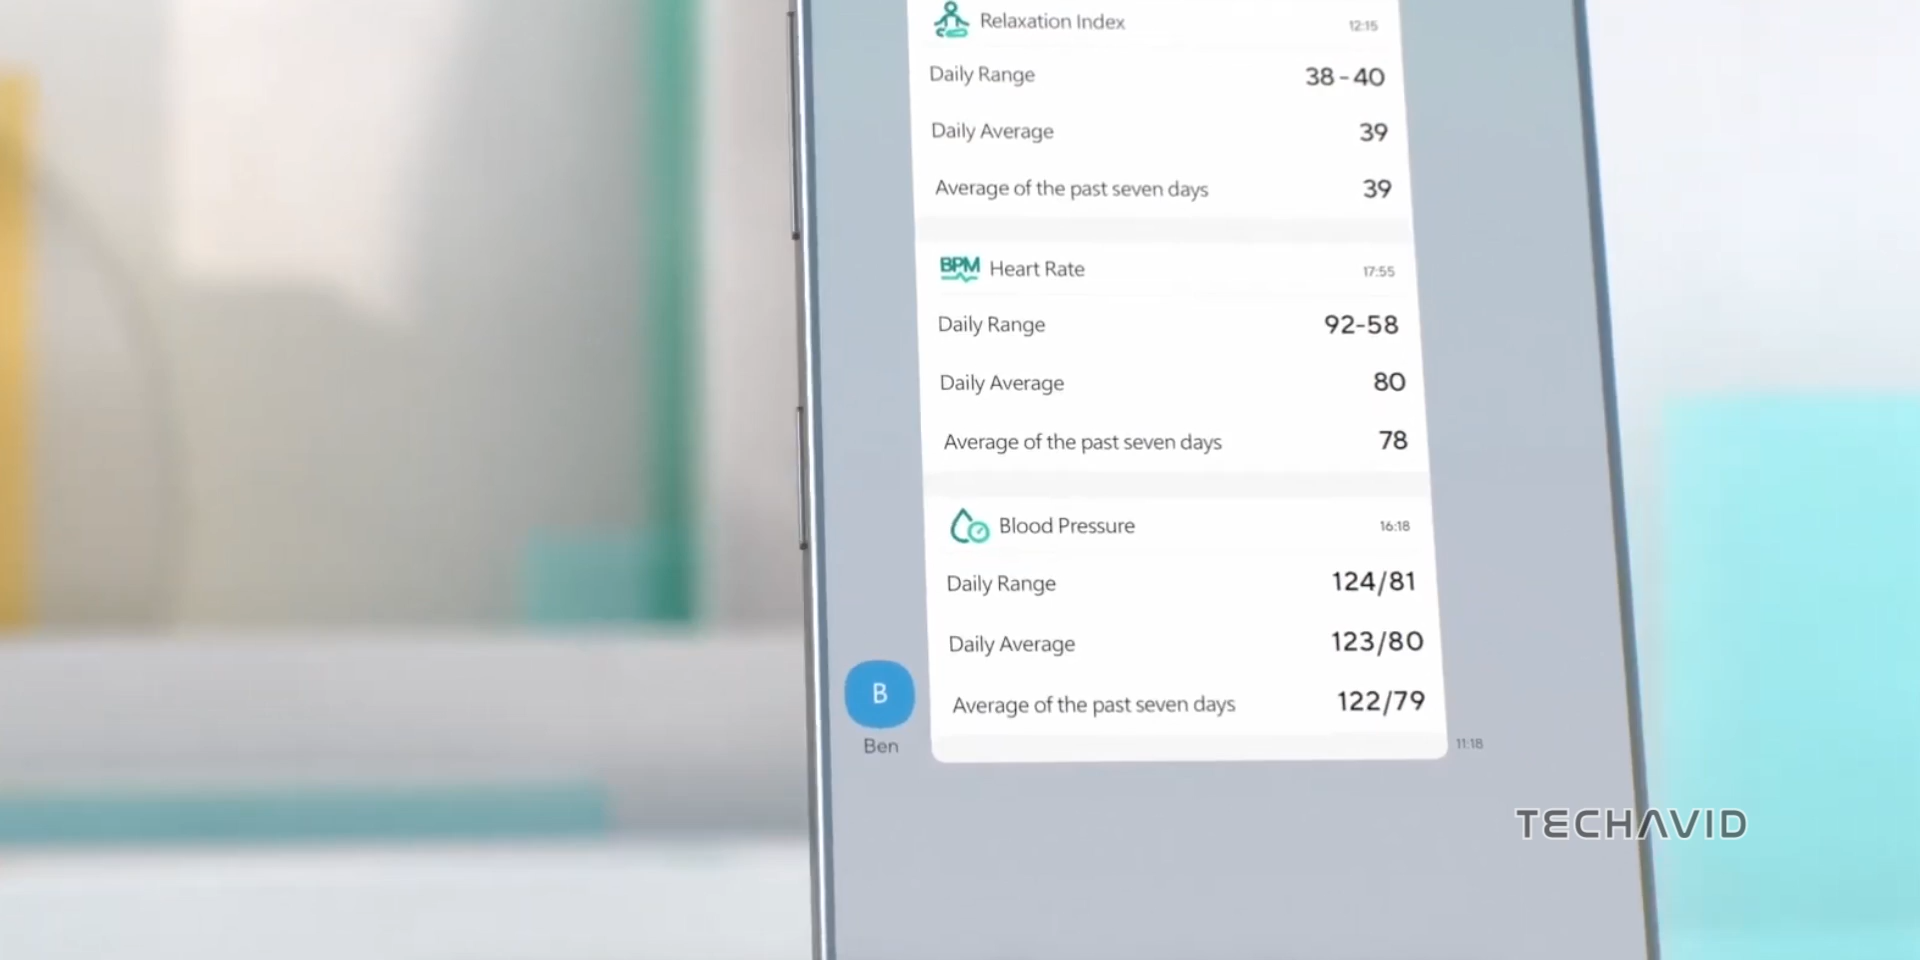 Relaxation Index 12:15
Daily Range 38-40
Daily Average 39
Average of the past seven days 39
BPM Heart Rate 17:55
Daily Range 92-58
Daily Average 80
Average of the past seven days 78
Blood Pressure 16:18
Daily Range 124/81
Daily Average 123/80
Average of the past seven days 122/79
B
Ben
11:18
TECHAVID